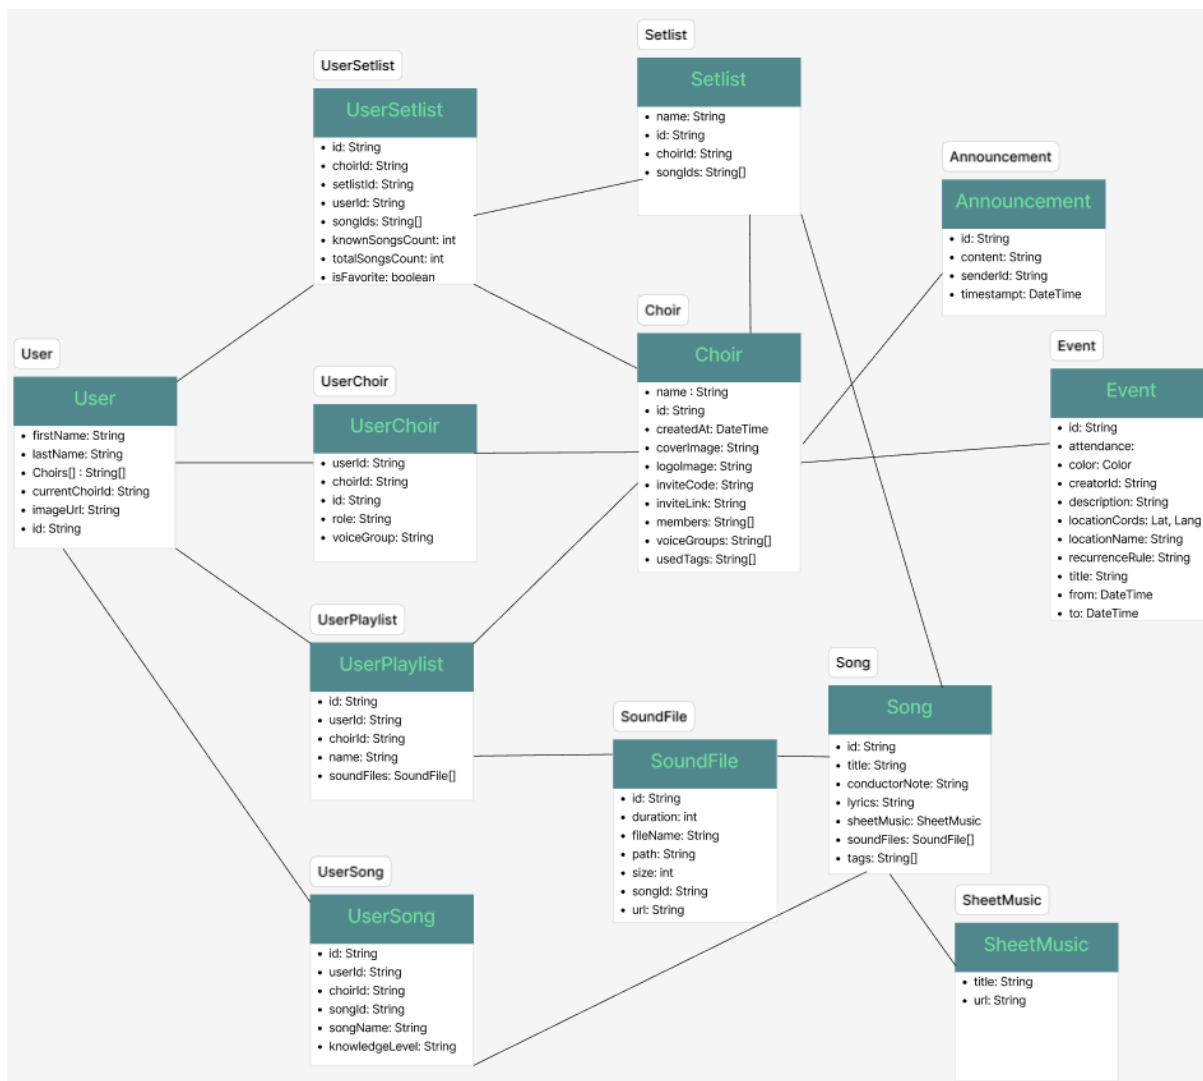 UserSetlist
UserSetlist
id: String
choirId: String
setlistId: String
userId: String
songIds: String[]
knownSongsCount: int
totalSongsCount: int
isFavorite: boolean
Setlist
Setlist
name: String
id: String
choirId: String
songIds: String[]
Announcement
Announcement
id: String
content: String
senderId: String
timestampt: DateTime
User
User
firstName: String
lastName: String
Choirs[] : String[]
currentChoirId: String
imageUrl: String
id: String
UserChoir
UserChoir
userId: String
choirId: String
id: String
role: String
voiceGroup: String
Choir
Choir
name : String
id: String
createdAt: DateTime
coverImage: String
logoImage: String
inviteCode: String
inviteLink: String
members: String[]
voiceGroups: String[]
usedTags: String[]
Event
Event
id: String
attendance:
color: Color
creatorId: String
description: String
locationCords: Lat, Lang
locationName: String
recurrenceRule: String
title: String
from: DateTime
to: DateTime
UserPlaylist
UserPlaylist
id: String
userId: String
choirId: String
name: String
soundFiles: SoundFile[]
SoundFile
SoundFile
id: String
duration: int
fileName: String
path: String
size: int
songId: String
url: String
Song
Song
id: String
title: String
conductorNote: String
lyrics: String
sheetMusic: SheetMusic
soundFiles: SoundFile[]
tags: String[]
UserSong
UserSong
id: String
userId: String
choirId: String
songId: String
songName: String
knowledgeLevel: String
SheetMusic
SheetMusic
title: String
url: String